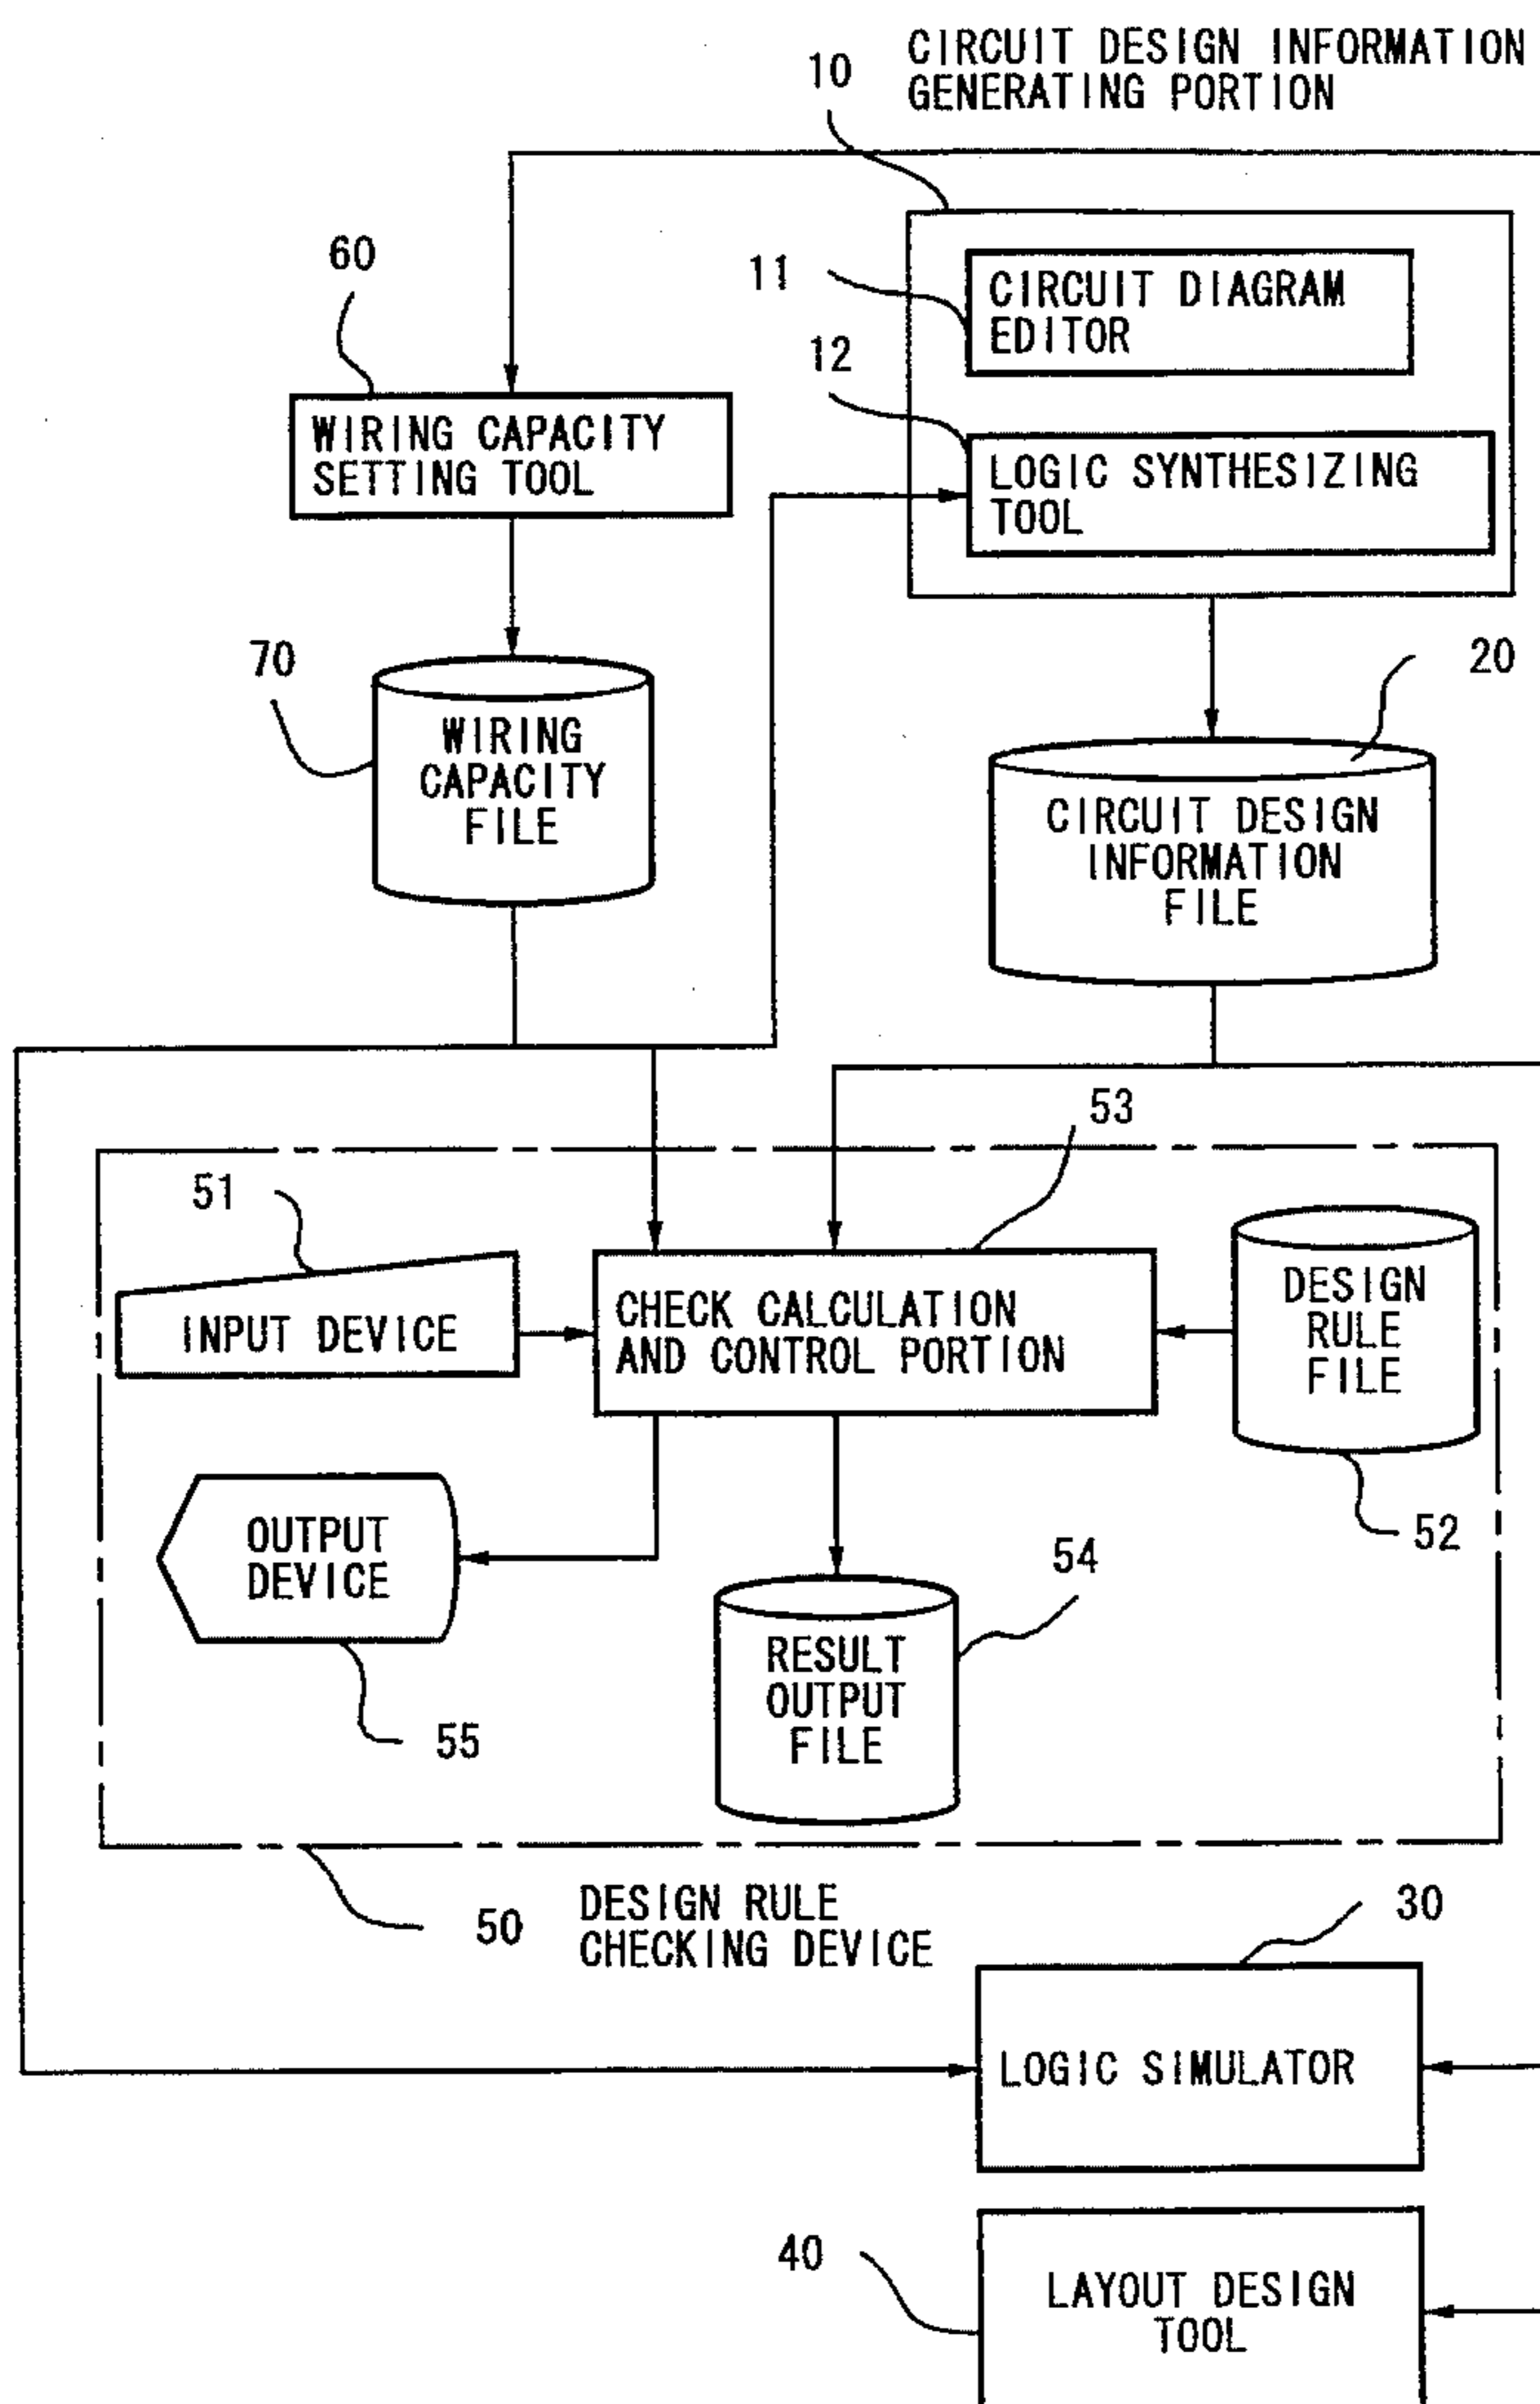 CIRCUIT DESIGN INFORMATION
GENERATING PORTION
10
60
11
CIRCUIT DIAGRAM
EDITOR
12
WIRING CAPACITY
SETTING TOOL
LOGIC SYNTHESIZING
TOOL
70
20
WIRING
CAPACITY
FILE
CIRCUIT DESIGN
INFORMATION
FILE
53
51
INPUT DEVICE
CHECK CALCULATION
AND CONTROL PORTION
DESIGN
RULE
FILE
52
OUTPUT
DEVICE
54
RESULT
OUTPUT
FILE
55
50
DESIGN RULE
CHECKING DEVICE
30
LOGIC SIMULATOR
40
LAYOUT DESIGN
TOOL